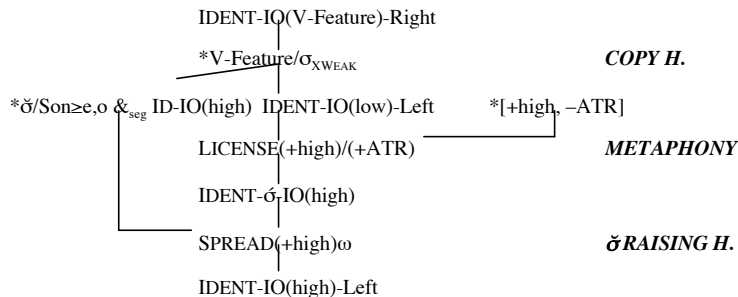 IDENT-IO(V-Feature)-Right
*V-Feature/σXWEAK COPY H.
*σ̆/Son≥e,o &seg ID-IO(high) IDENT-IO(low)-Left *[+high, –ATR]
LICENSE(+high)/(+ATR) METAPHONY
IDENT-σ́-IO(high)
SPREAD(+high)ω σ̆ RAISING H.
IDENT-IO(high)-Left